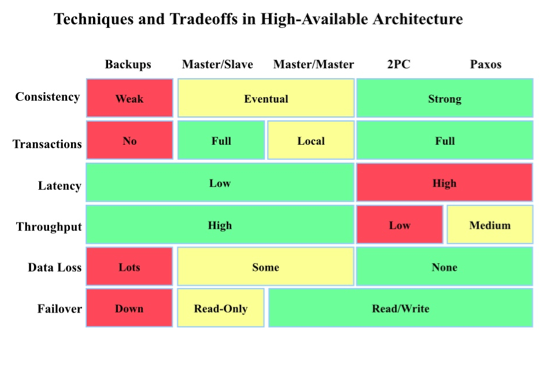 Techniques and Tradeoffs in High-Available Architecture
Backups Master/Slave Master/Master 2PC Paxos
Consistency Weak Eventual Strong
Transactions No Full Local Full
Latency Low High
Throughput High Low Medium
Data Loss Lots Some None
Failover Down Read-Only Read/Write